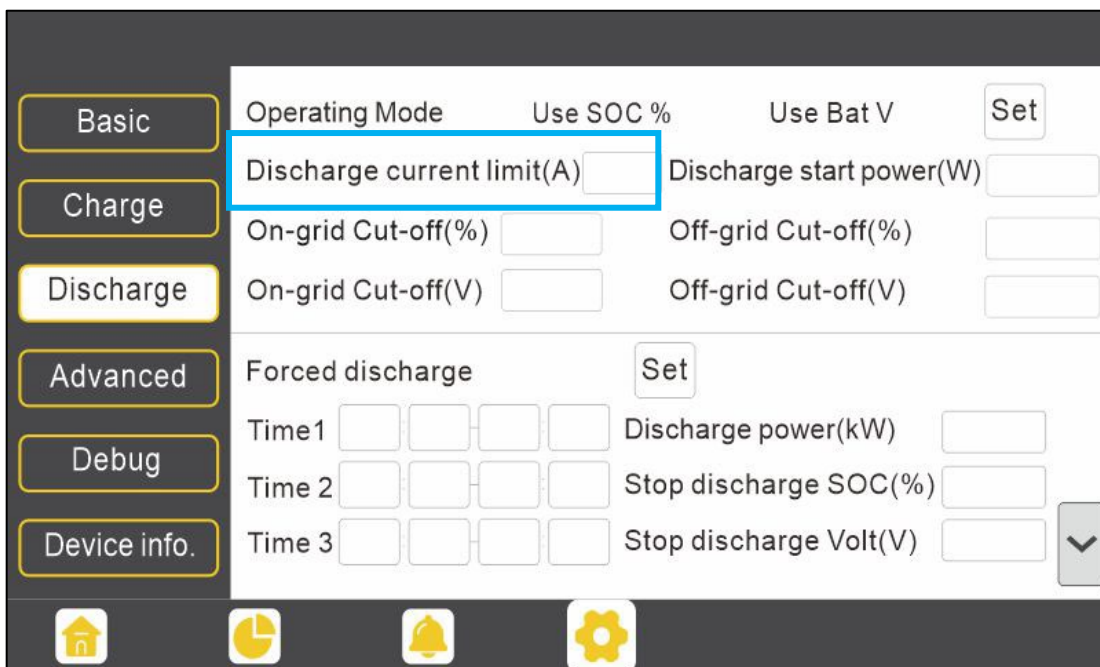 Basic
Charge
Discharge
Advanced
Debug
Device info.
Operating Mode Use SOC % Use Bat V Set
Discharge current limit(A) Discharge start power(W)
On-grid Cut-off(%) Off-grid Cut-off(%)
On-grid Cut-off(V) Off-grid Cut-off(V)
Forced discharge Set
Time1 : - : Discharge power(kW)
Time 2 : - : Stop discharge SOC(%)
Time 3 : - : Stop discharge Volt(V)